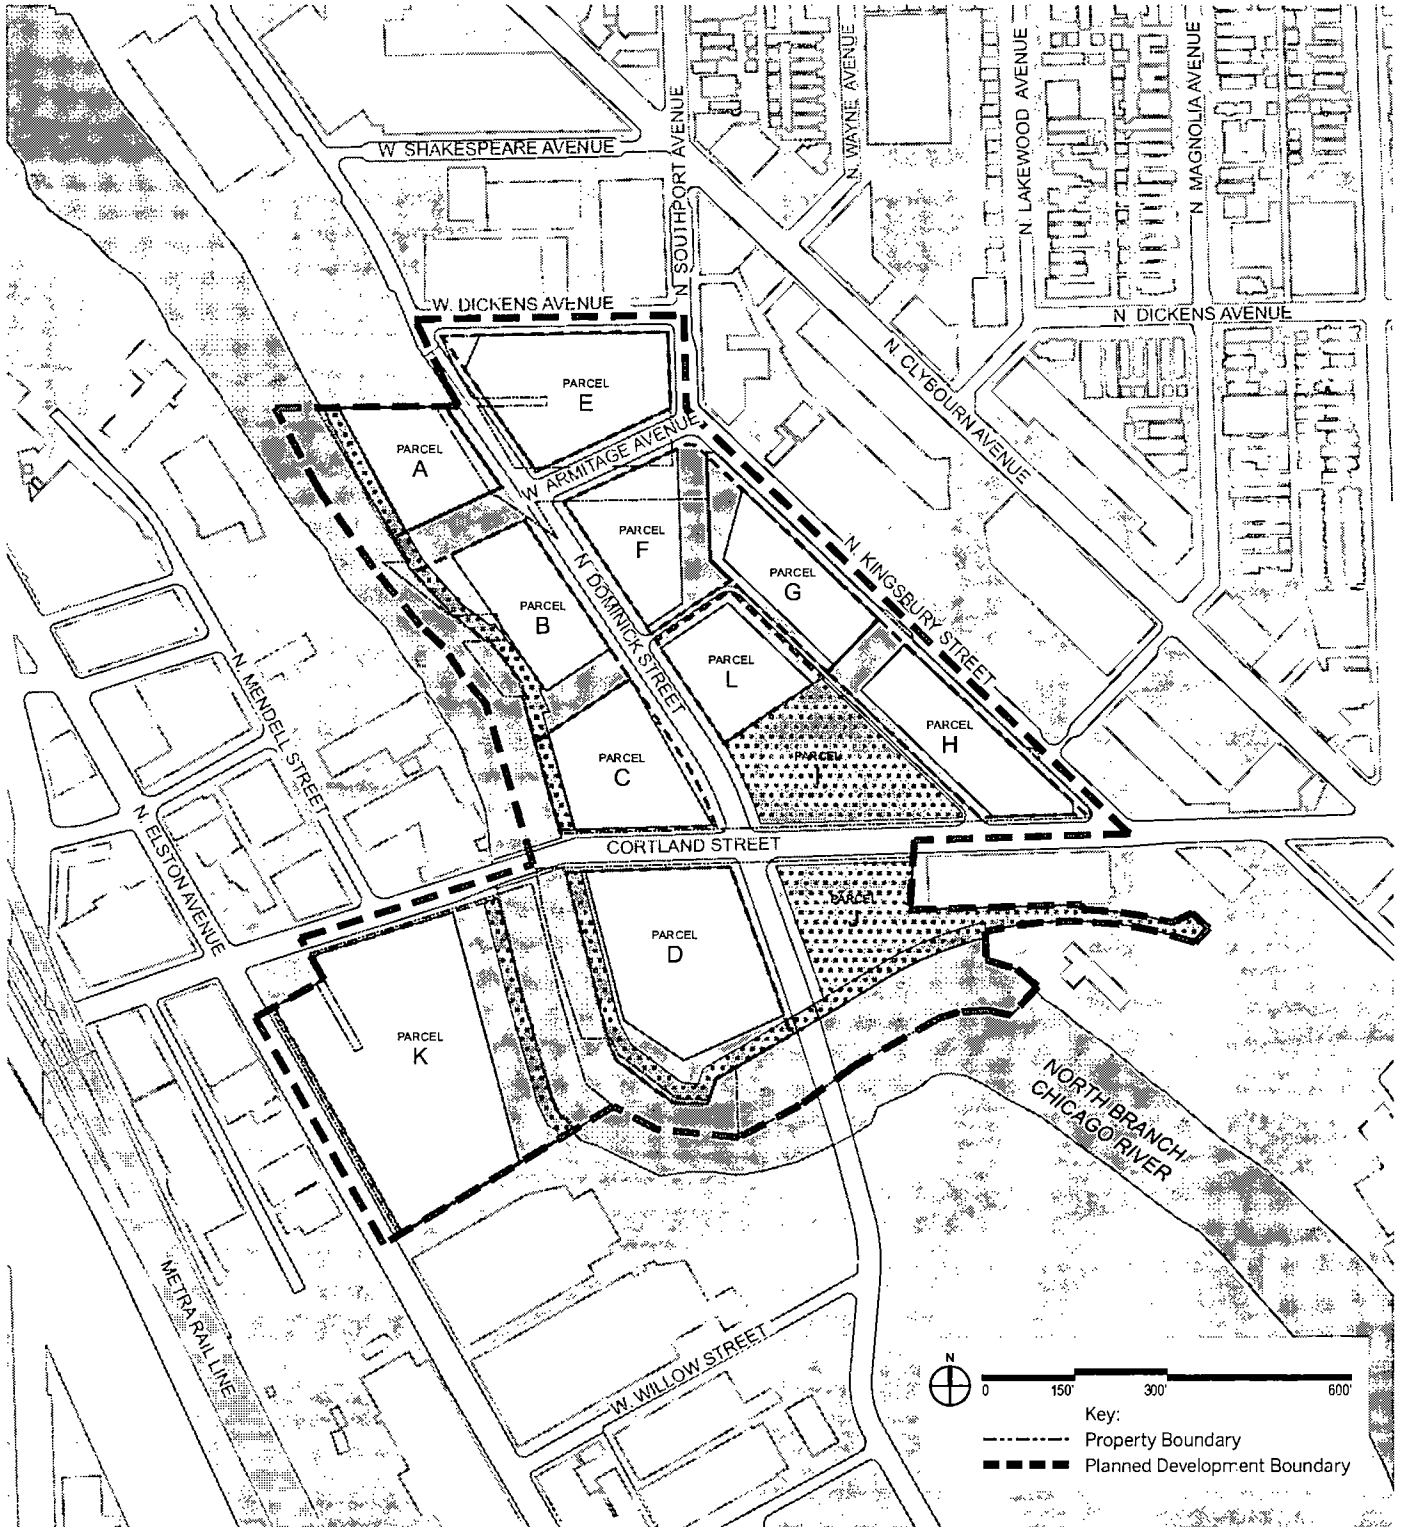 W SHAKESPEARE AVENUE
N SOUTHPORT AVENUE
N. WAYNE AVENUE
N LAKEWOOD AVENUE
N MAGNOLIA AVENUE
W. DICKENS AVENUE
N DICKENS AVENUE
N. CLYBOURN AVENUE
PARCEL
E
W ARMITAGE AVENUE
PARCEL
A
PARCEL
F
N. KINGSBURY STREET
PARCEL
G
N DOMINICK STREET
PARCEL
B
PARCEL
L
N MENDELL STREET
PARCEL
H
PARCEL
I
PARCEL
C
N ELSTON AVENUE
CORTLAND STREET
PARCEL
J
PARCEL
D
PARCEL
K
NORTH BRANCH
CHICAGO RIVER
METRA RAIL LINE
W. WILLOW STREET
N
0 150' 300' 600'
Key:
Property Boundary
Planned Development Boundary